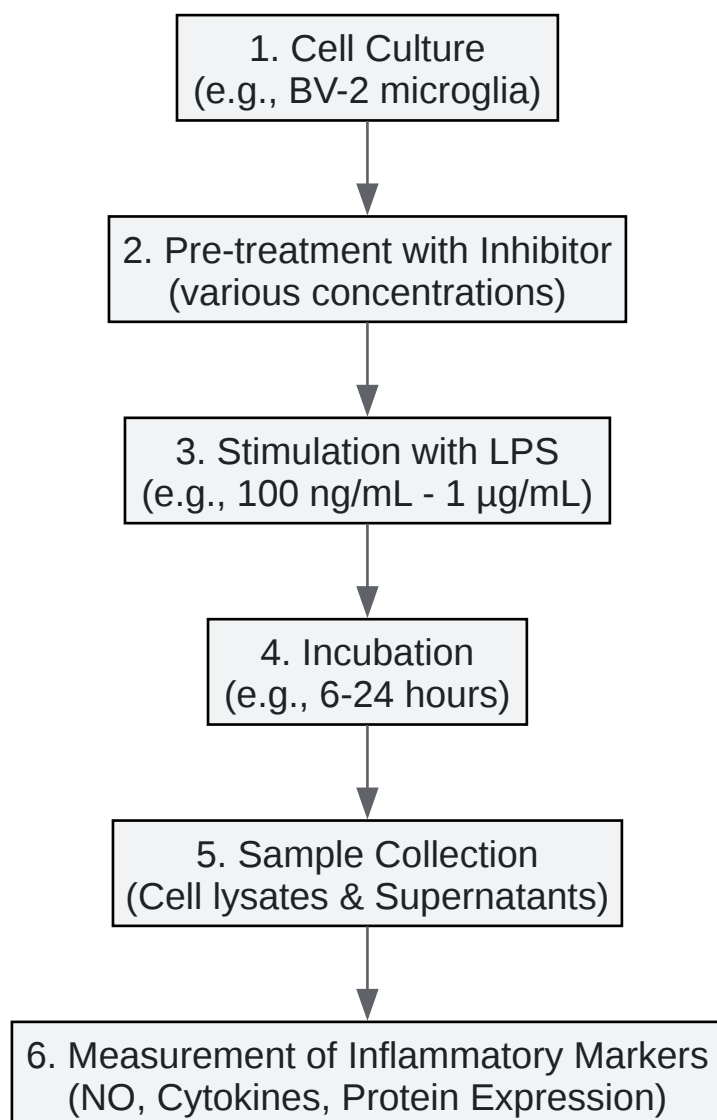 1. Cell Culture
(e.g., BV-2 microglia)
2. Pre-treatment with Inhibitor
(various concentrations)
3. Stimulation with LPS
(e.g., 100 ng/mL - 1 µg/mL)
4. Incubation
(e.g., 6-24 hours)
5. Sample Collection
(Cell lysates & Supernatants)
6. Measurement of Inflammatory Markers
(NO, Cytokines, Protein Expression)